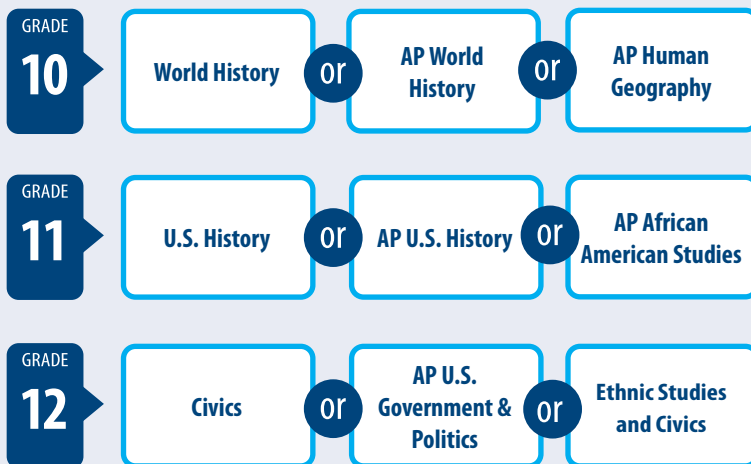 GRADE
10
World History
or
AP World
History
or
AP Human
Geography
GRADE
11
U.S. History
or
AP U.S. History
or
AP African
American Studies
GRADE
12
Civics
or
AP U.S.
Government &
Politics
or
Ethnic Studies
and Civics